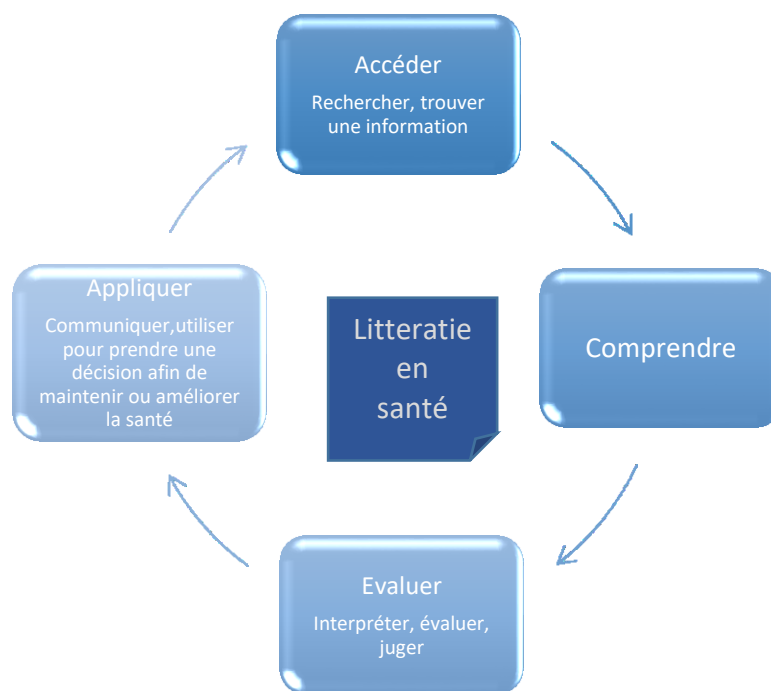 Accéder
Rechercher, trouver
une information
Comprendre
Evaluer
Interpréter, évaluer,
juger
Appliquer
Communiquer,utiliser
pour prendre une
décision afin de
maintenir ou améliorer
la santé
Litteratie
en
santé